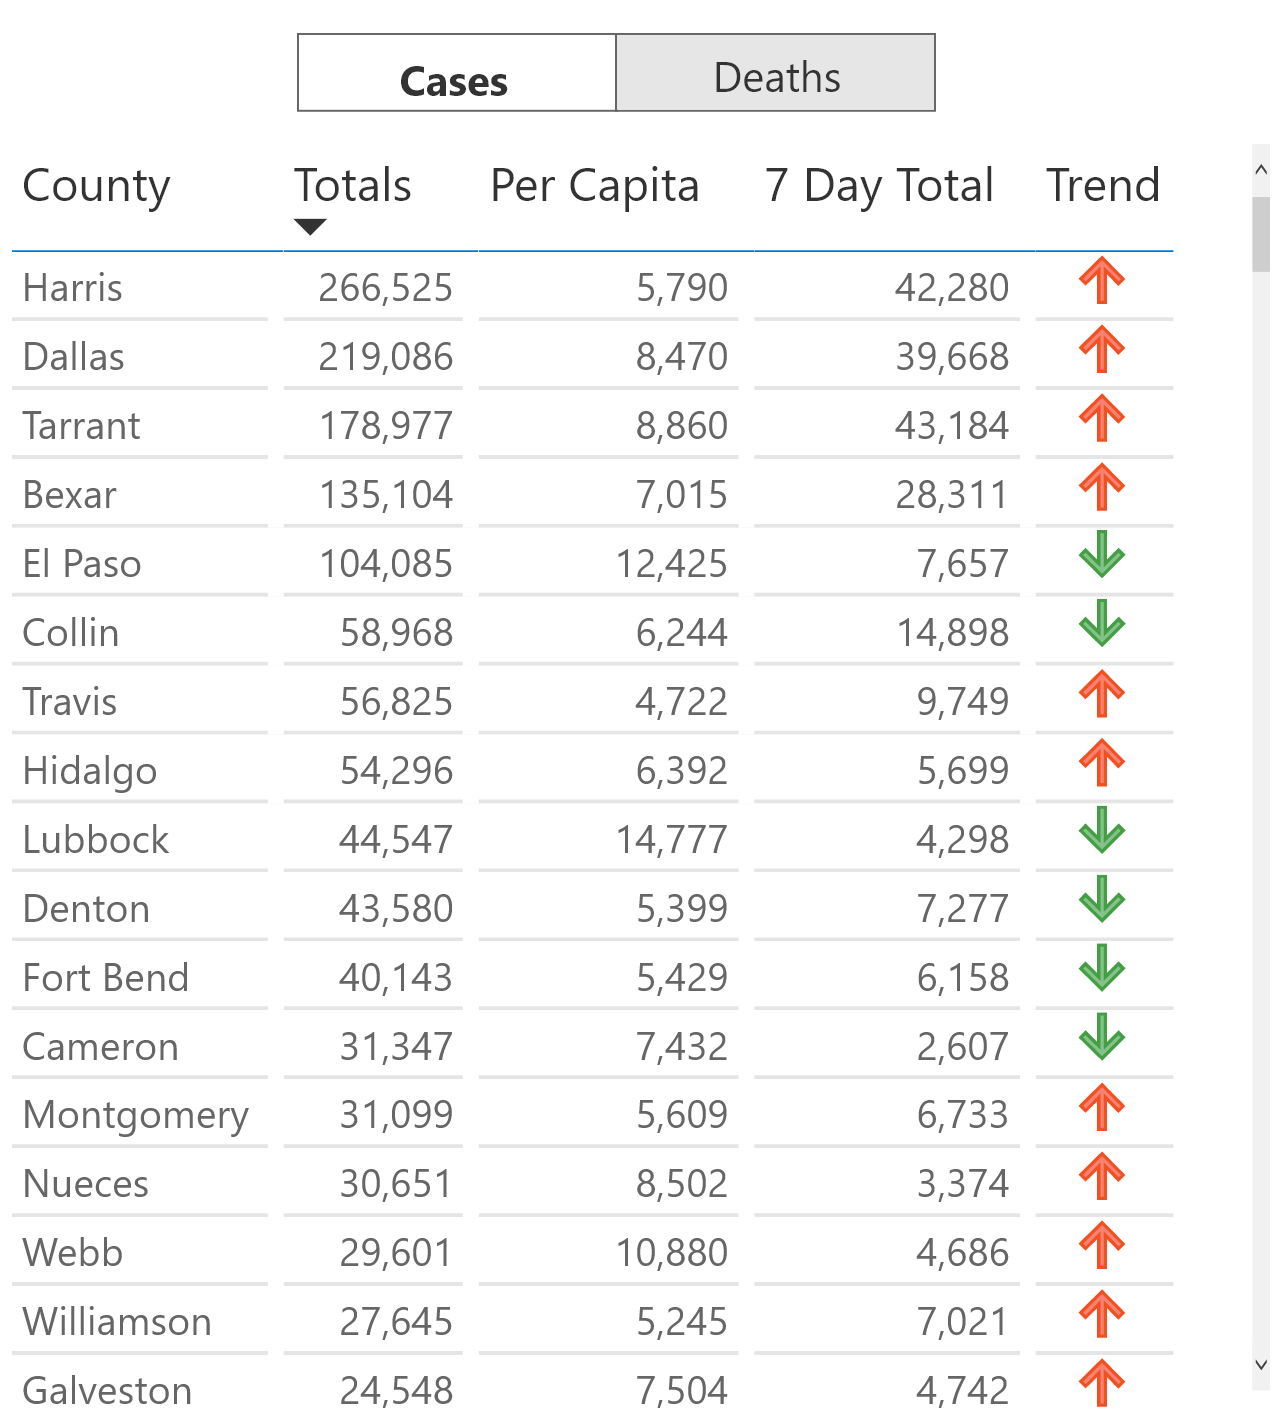 Cases Deaths
County Totals Per Capita 7 Day Total Trend
Harris 266,525 5,790 42,280
Dallas 219,086 8,470 39,668
Tarrant 178,977 8,860 43,184
Bexar 135,104 7,015 28,311
El Paso 104,085 12,425 7,657
Collin 58,968 6,244 14,898
Travis 56,825 4,722 9,749
Hidalgo 54,296 6,392 5,699
Lubbock 44,547 14,777 4,298
Denton 43,580 5,399 7,277
Fort Bend 40,143 5,429 6,158
Cameron 31,347 7,432 2,607
Montgomery 31,099 5,609 6,733
Nueces 30,651 8,502 3,374
Webb 29,601 10,880 4,686
Williamson 27,645 5,245 7,021
Galveston 24,548 7,504 4,742